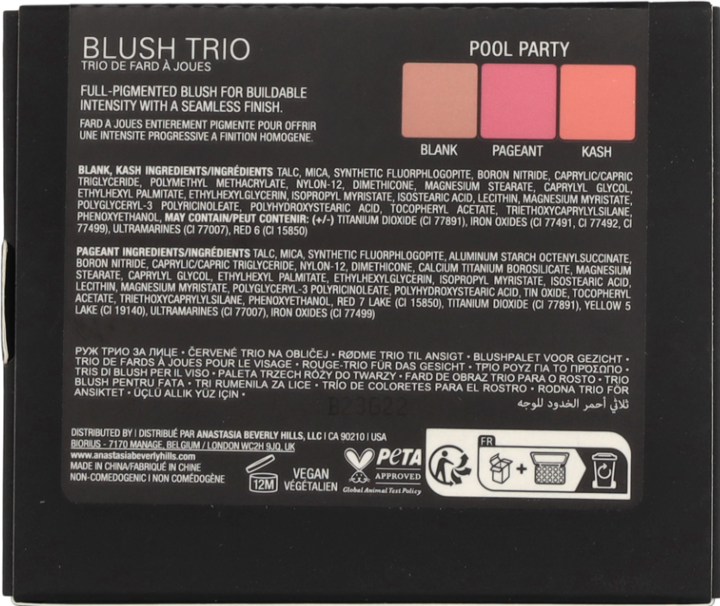 BLUSH TRIO
TRIO DE FARD À JOUES
FULL-PIGMENTED BLUSH FOR BUILDABLE
INTENSITY WITH A SEAMLESS FINISH.
FARD À JOUES ENTIEREMENT PIGMENTE POUR OFFRIR
UNE INTENSITE PROGRESSIVE A FINITION HOMOGENE.
POOL PARTY
BLANK PAGEANT KASH
BLANK, KASH INGREDIENTS/INGRÉDIENTS TALC, MICA, SYNTHETIC FLUORPHLOGOPITE, BORON NITRIDE, CAPRYLIC/CAPRIC
TRIGLYCERIDE, POLYMETHYL METHACRYLATE, NYLON-12, DIMETHICONE, MAGNESIUM STEARATE, CAPRYLYL GLYCOL,
ETHYLHEXYL PALMITATE, ETHYLHEXYLGLYCERIN, ISOPROPYL MYRISTATE, ISOSTEARIC ACID, LECITHIN, MAGNESIUM MYRISTATE,
POLYGLYCERYL-3 POLYRICINOLEATE, POLYHYDROXYSTEARIC ACID, TOCOPHERYL ACETATE, TRIETHOXYCAPRYLYLSILANE,
PHENOXYETHANOL, MAY CONTAIN/PEUT CONTENIR: (+/-) TITANIUM DIOXIDE (CI 77891), IRON OXIDES (CI 77491, CI 77492, CI
77499), ULTRAMARINES (CI 77007), RED 6 (CI 15850)
PAGEANT INGREDIENTS/INGRÉDIENTS TALC, MICA, SYNTHETIC FLUORPHLOGOPITE, ALUMINUM STARCH OCTENYLSUCCINATE,
BORON NITRIDE, CAPRYLIC/CAPRIC TRIGLYCERIDE, NYLON-12, DIMETHICONE, CALCIUM TITANIUM BOROSILICATE, MAGNESIUM
STEARATE, CAPRYLYL GLYCOL, ETHYLHEXYL PALMITATE, ETHYLHEXYLGLYCERIN, ISOPROPYL MYRISTATE, ISOSTEARIC ACID,
LECITHIN, MAGNESIUM MYRISTATE, POLYGLYCERYL-3 POLYRICINOLEATE, POLYHYDROXYSTEARIC ACID, TIN OXIDE, TOCOPHERYL
ACETATE, TRIETHOXYCAPRYLYLSILANE, PHENOXYETHANOL, RED 7 LAKE (CI 15850), TITANIUM DIOXIDE (CI 77891), YELLOW 5
LAKE (CI 19140), ULTRAMARINES (CI 77007), IRON OXIDES (CI 77499)
РУЖ ТРИО ЗА ЛИЦЕ • ČERVENÉ TRIO NA OBLIČEJ • RØDME TRIO TIL ANSIGT • BLUSHPALET VOOR GEZICHT •
TRIO DE FARDS À JOUES POUR LE VISAGE • ROUGE-TRIO FÜR DAS GESICHT • ΤΡΙΟ ΡΟΥΖ ΓΙΑ ΤΟ ΠΡΟΣΩΠΟ •
TRIS DI BLUSH PER IL VISO • PALETA TRZECH RÓŻY DO TWARZY • FARD DE OBRAZ TRIO PARA O ROSTO • TRIO
BLUSH PENTRU FATA • TRI RUMENILA ZA LICE • TRÍO DE COLORETES PARA EL ROSTRO • RODNA TRIO FÖR
ANSIKTET • ÜÇLÜ ALLIK YÜZ İÇİN •
ثلاثي أحمر الخدود للوجه
B23022
DISTRIBUTED BY | DISTRIBUÉ PAR ANASTASIA BEVERLY HILLS, LLC | CA 90210 | USA
BIORIUS - 7170 MANAGE, BELGIUM / LONDON WC2H 9JQ, UK
www.anastasiabeverlyhills.com
MADE IN CHINA/FABRIQUÉ IN CHINE
NON-COMEDOGENIC | NON COMÉDOGÈNE
12M
VEGAN
VÉGÉTALIEN
PeTA
APPROVED
Global Animal Test Policy
FR